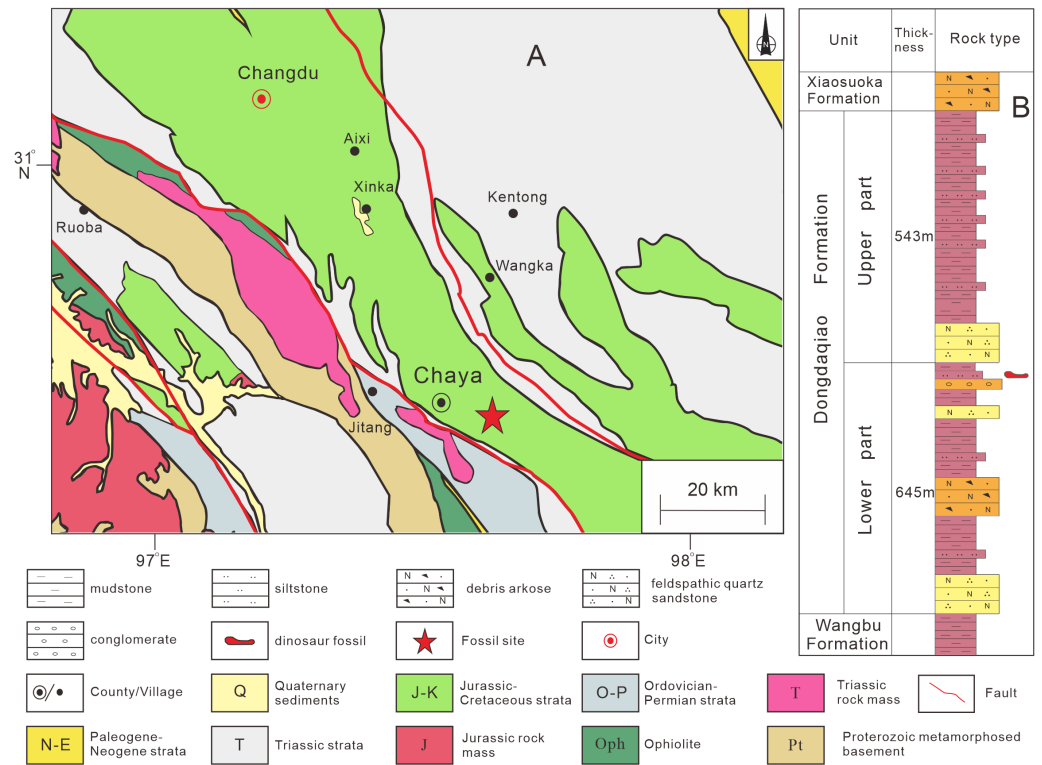 A
N
Changdu
Aixi
31°
N
Xinka
Kentong
Ruoba
Wangka
Chaya
Jitang
20 km
97°E
98°E
Unit
Thick-
ness
Rock type
B
Xiaosuoka
Formation
N
N
N
Dongdaqiao Formation
Upper part
543m
N
N
N
Lower part
N
645m
N
N
N
N
N
N
Wangbu
Formation
mudstone
siltstone
N
N
N
debris arkose
N
N
N
feldspathic quartz
sandstone
conglomerate
dinosaur fossil
Fossil site
City
/
County/Village
Q
Quaternary
sediments
J-K
Jurassic-
Cretaceous strata
O-P
Ordovician-
Permian strata
T
Triassic
rock mass
Fault
N-E
Paleogene-
Neogene strata
T
Triassic strata
J
Jurassic rock
mass
Oph
Ophiolite
Pt
Proterozoic metamorphosed
basement